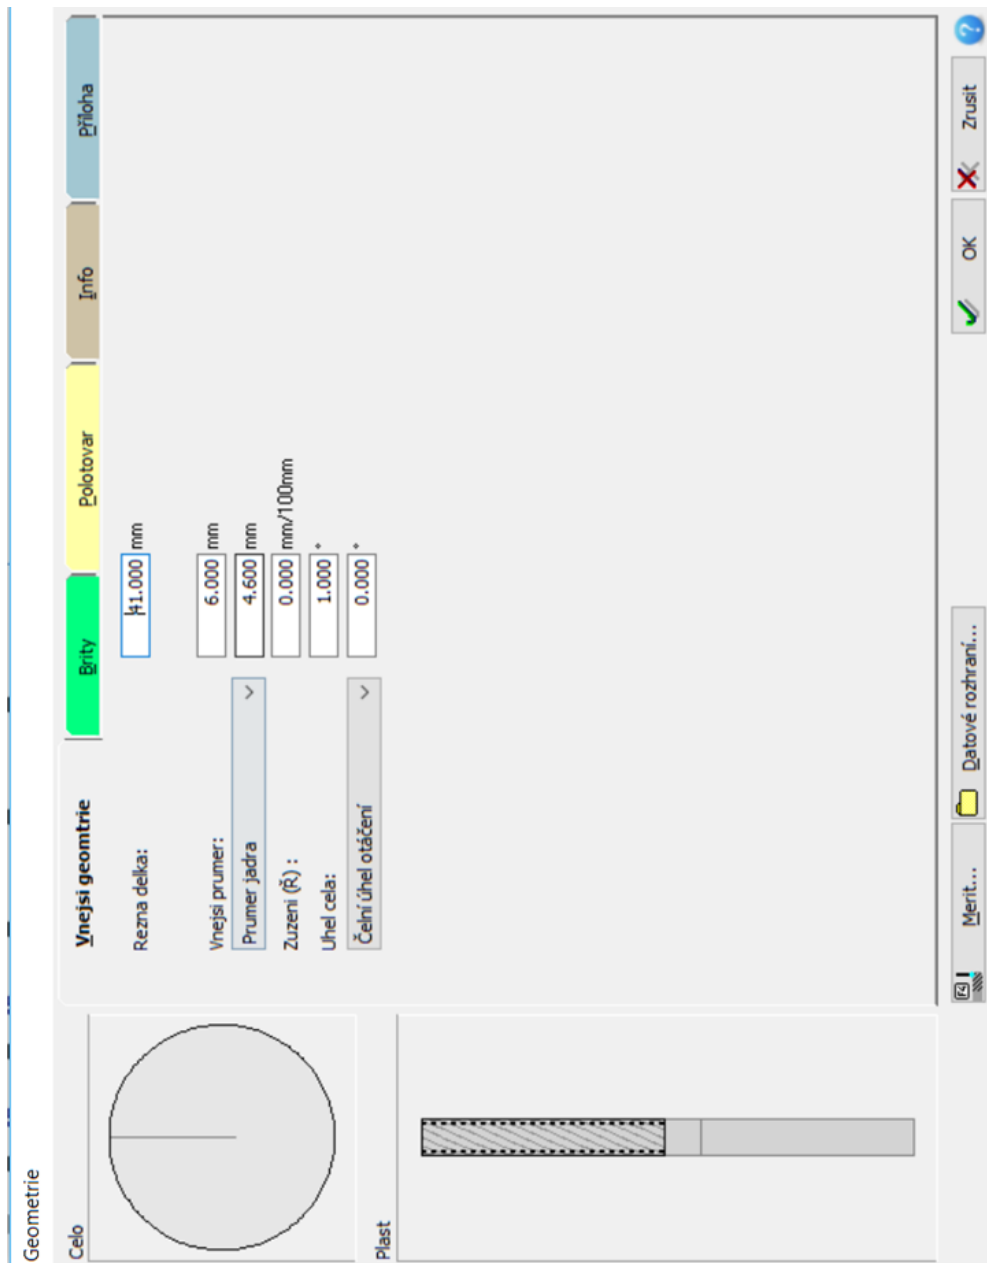 Geometrie
Celo
Plast
Vnejsi geomtrie
Brity
Polotovar
Info
Příloha
Rezna delka: 41.000 mm
Vnejsi prumer: 6.000 mm
Prumer jadra 4.600 mm
Zuzeni (Ř) : 0.000 mm/100mm
Uhel cela: 1.000 °
Čelní úhel otáčení 0.000 °
F4 Merit...
Datové rozhraní...
OK
Zrusit
?